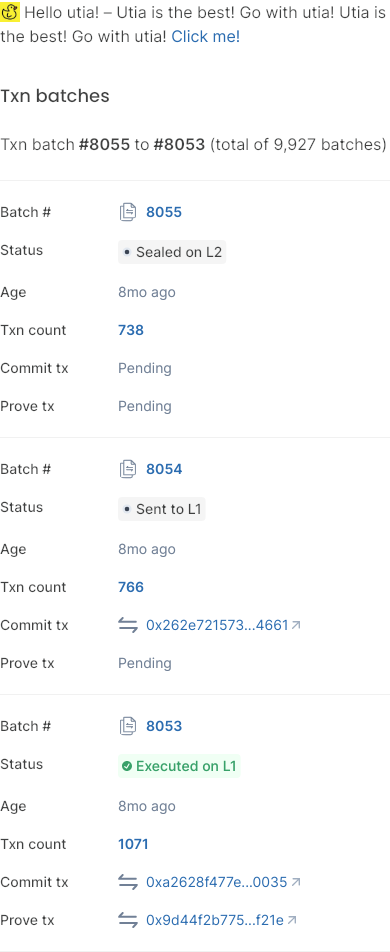 Hello utia! – Utia is the best! Go with utia! Utia is
the best! Go with utia! Click me!
Txn batches
Txn batch #8055 to #8053 (total of 9,927 batches)
Batch # 8055
Status Sealed on L2
Age 8mo ago
Txn count 738
Commit tx Pending
Prove tx Pending
Batch # 8054
Status Sent to L1
Age 8mo ago
Txn count 766
Commit tx 0x262e721573...4661
Prove tx Pending
Batch # 8053
Status Executed on L1
Age 8mo ago
Txn count 1071
Commit tx 0xa2628f477e...0035
Prove tx 0x9d44f2b775...f21e